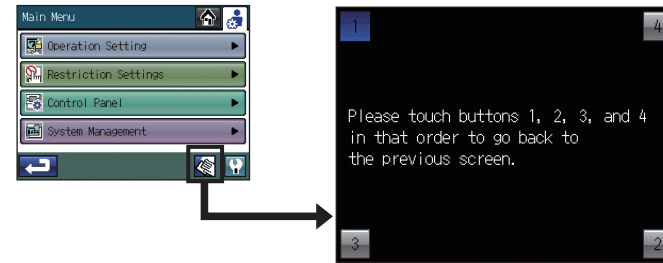 Main Menu
Operation Setting
Restriction Settings
Control Panel
System Management
1
4
Please touch buttons 1, 2, 3, and 4
in that order to go back to
the previous screen.
3
2